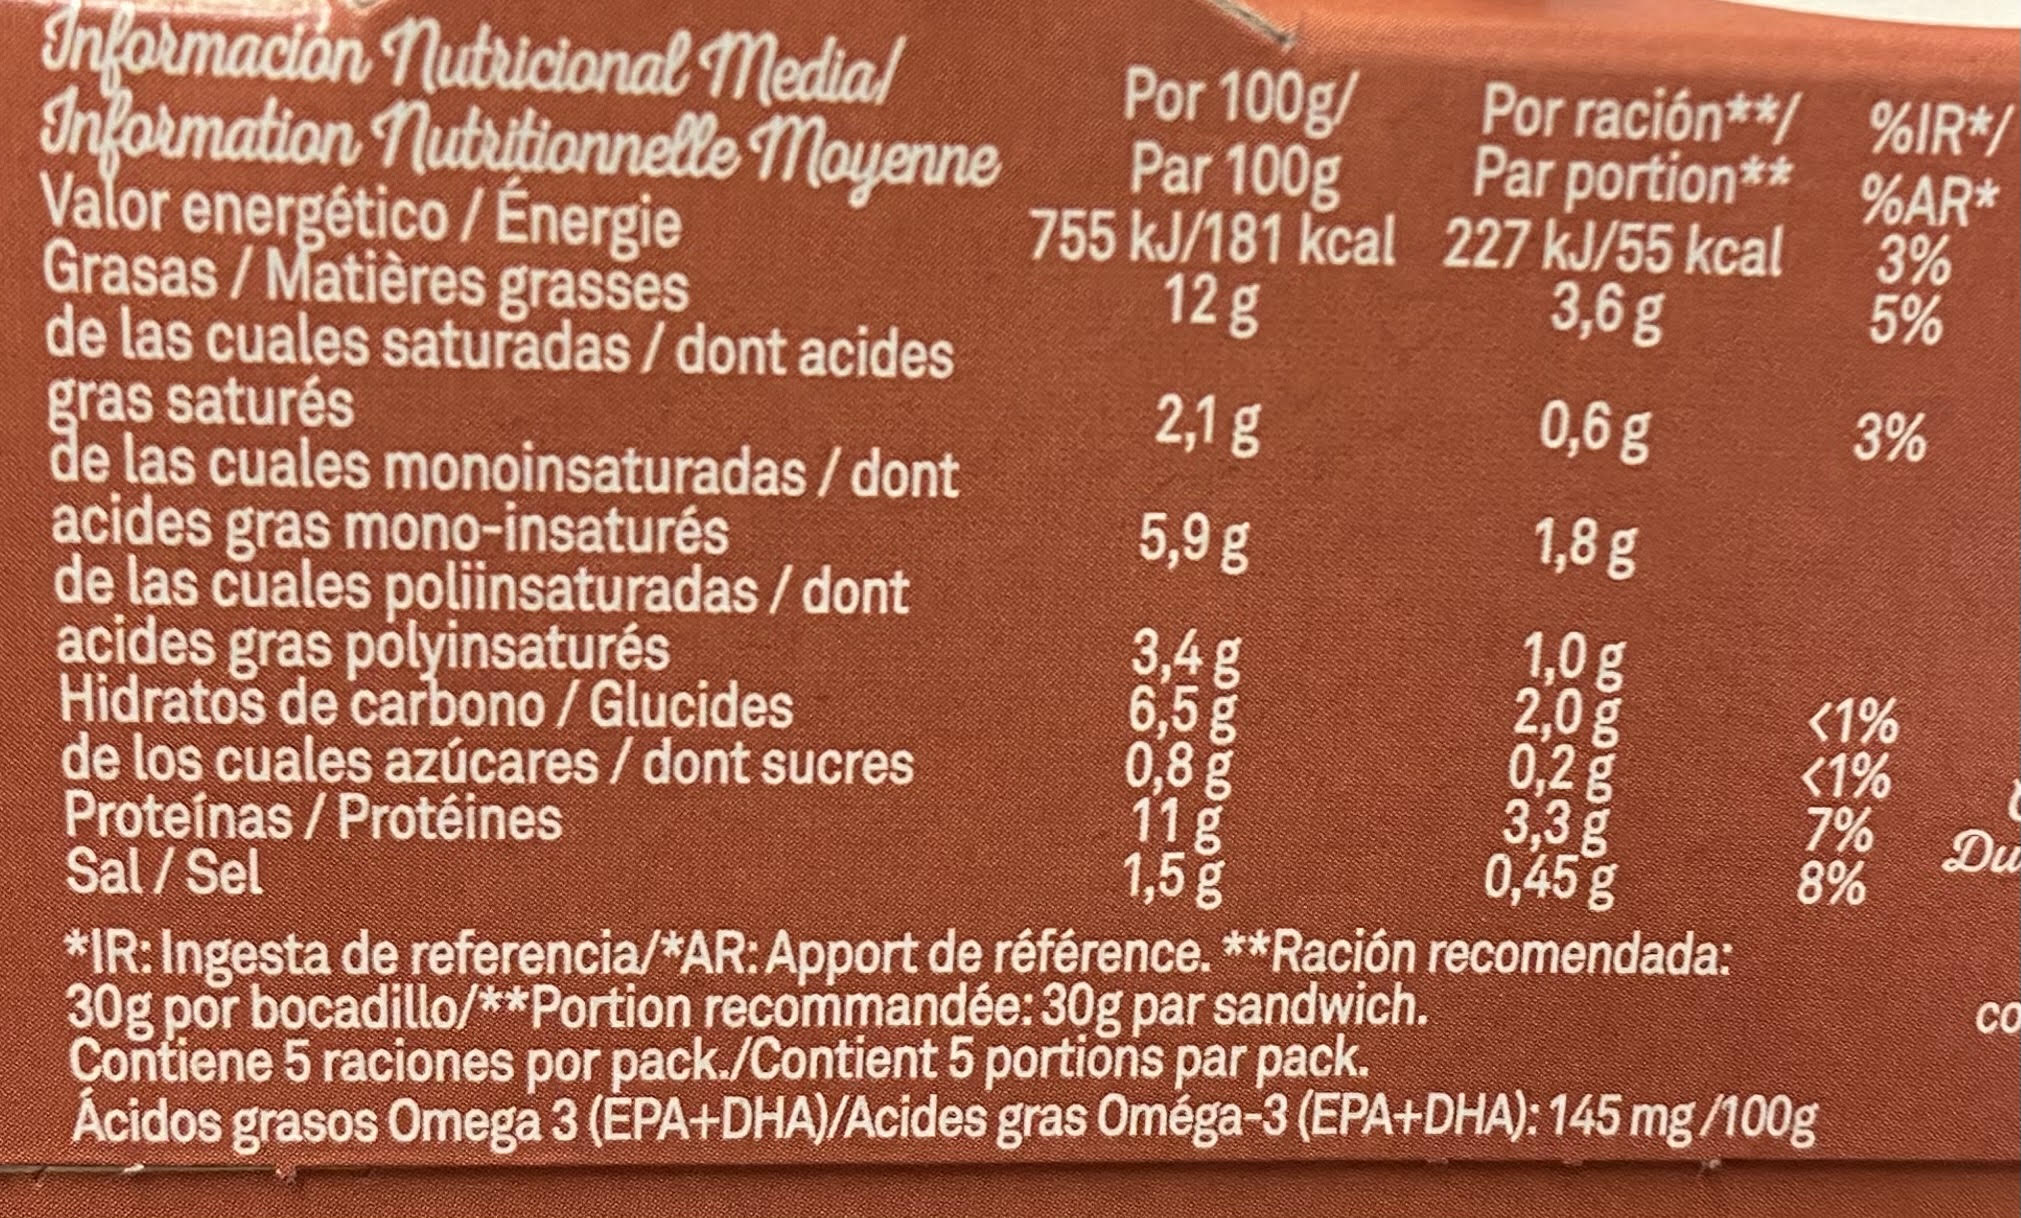 Información Nutricional Media/
Information Nutritionnelle Moyenne
Por 100g/ Por ración**/ %IR*/
Par 100g Par portion** %AR*
Valor energético / Énergie 755 kJ/181 kcal 227 kJ/55 kcal 3%
Grasas / Matières grasses 12 g 3,6 g 5%
de las cuales saturadas / dont acides
gras saturés 2,1 g 0,6 g 3%
de las cuales monoinsaturadas / dont
acides gras mono-insaturés 5,9 g 1,8 g
de las cuales poliinsaturadas / dont
acides gras polyinsaturés 3,4 g 1,0 g
Hidratos de carbono / Glucides 6,5 g 2,0 g <1%
de los cuales azúcares / dont sucres 0,8 g 0,2 g <1%
Proteínas / Protéines 11 g 3,3 g 7%
Sal / Sel 1,5 g 0,45 g 8%
*IR: Ingesta de referencia/*AR: Apport de référence. **Ración recomendada:
30g por bocadillo/**Portion recommandée: 30g par sandwich.
Contiene 5 raciones por pack./Contient 5 portions par pack.
Ácidos grasos Omega 3 (EPA+DHA)/Acides gras Oméga-3 (EPA+DHA): 145 mg /100g